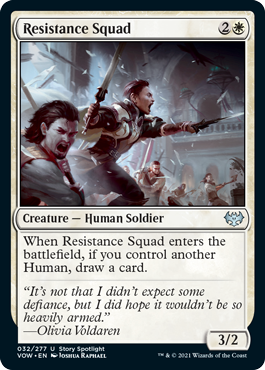 Resistance Squad 2
Creature — Human Soldier
When Resistance Squad enters the
battlefield, if you control another
Human, draw a card.
“It’s not that I didn’t expect some
defiance, but I did hope it wouldn’t be so
heavily armed.”
—Olivia Voldaren
3/2
032/277 U Story Spotlight
VOW • EN Joshua Raphael
™ & © 2021 Wizards of the Coast